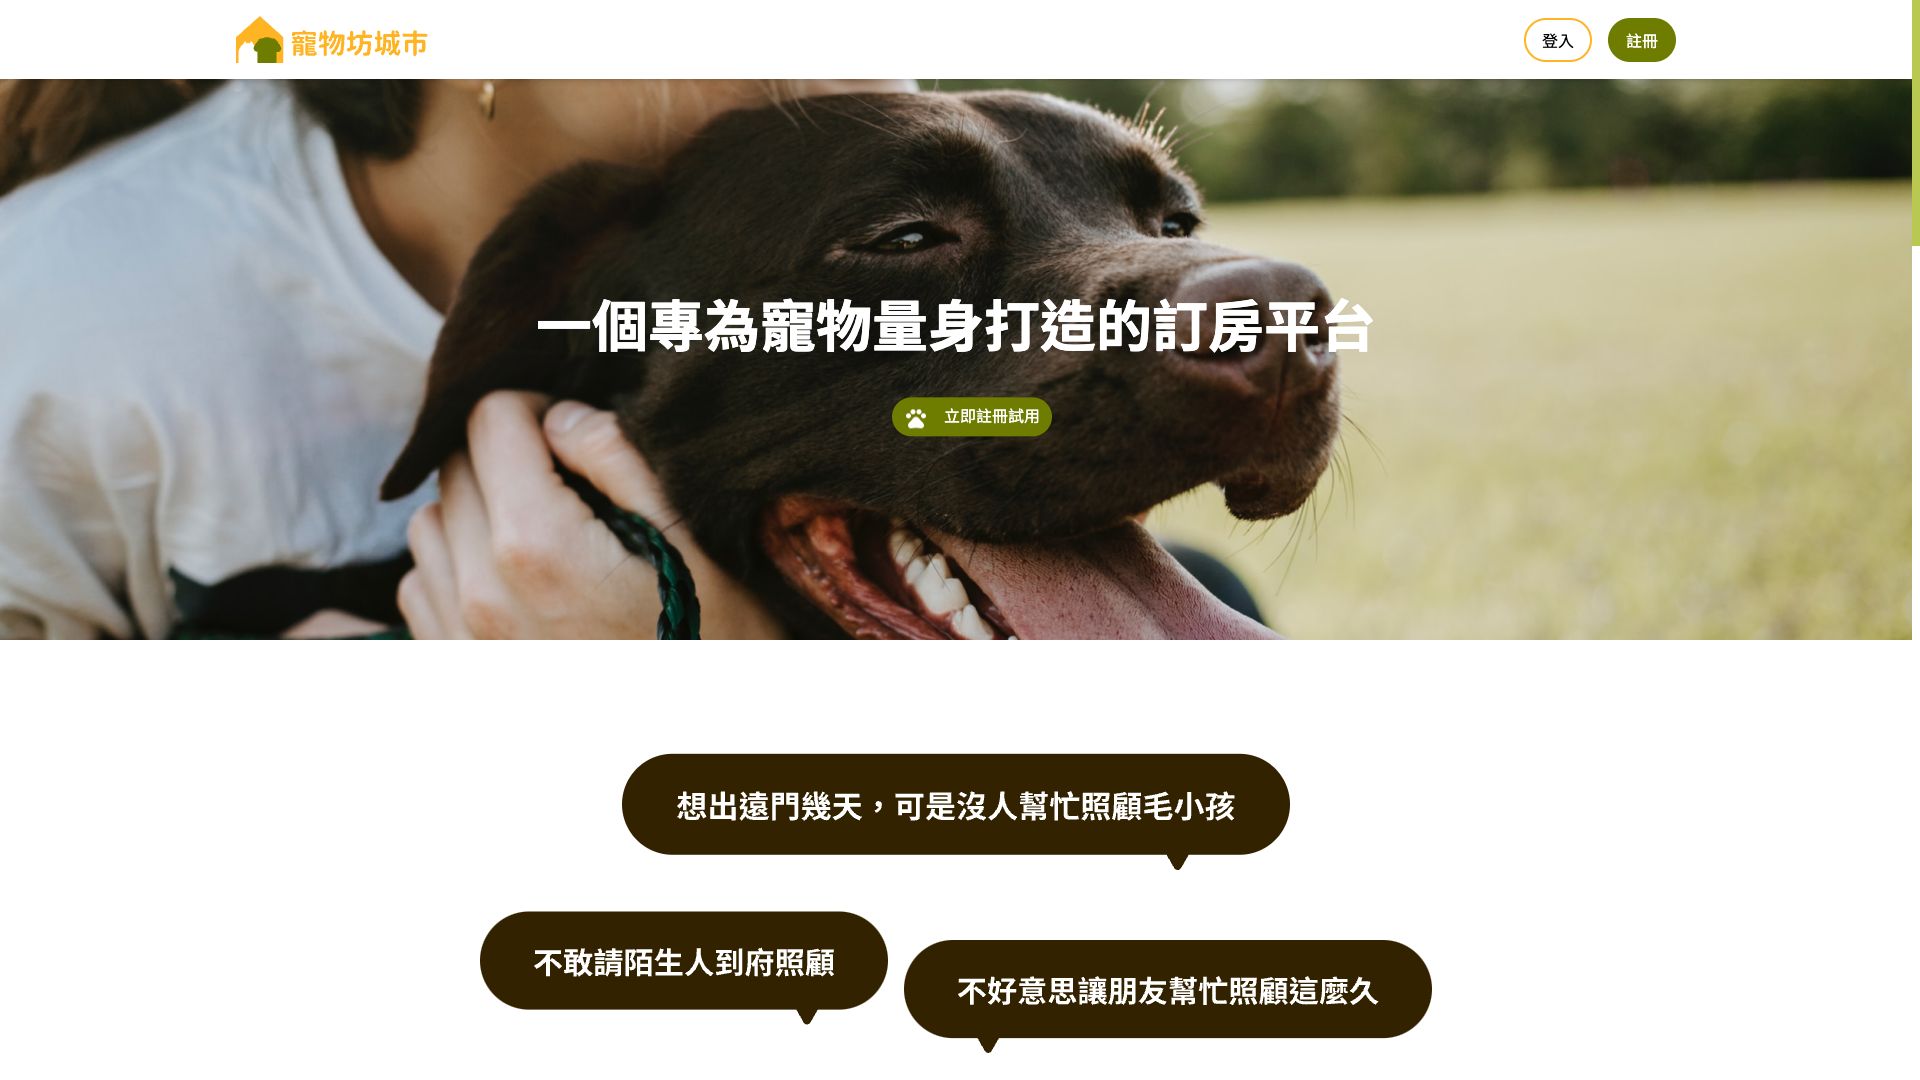 寵物坊城市
登入
註冊
一個專為寵物量身打造的訂房平台
立即註冊試用
想出遠門幾天，可是沒人幫忙照顧毛小孩
不敢請陌生人到府照顧
不好意思讓朋友幫忙照顧這麼久